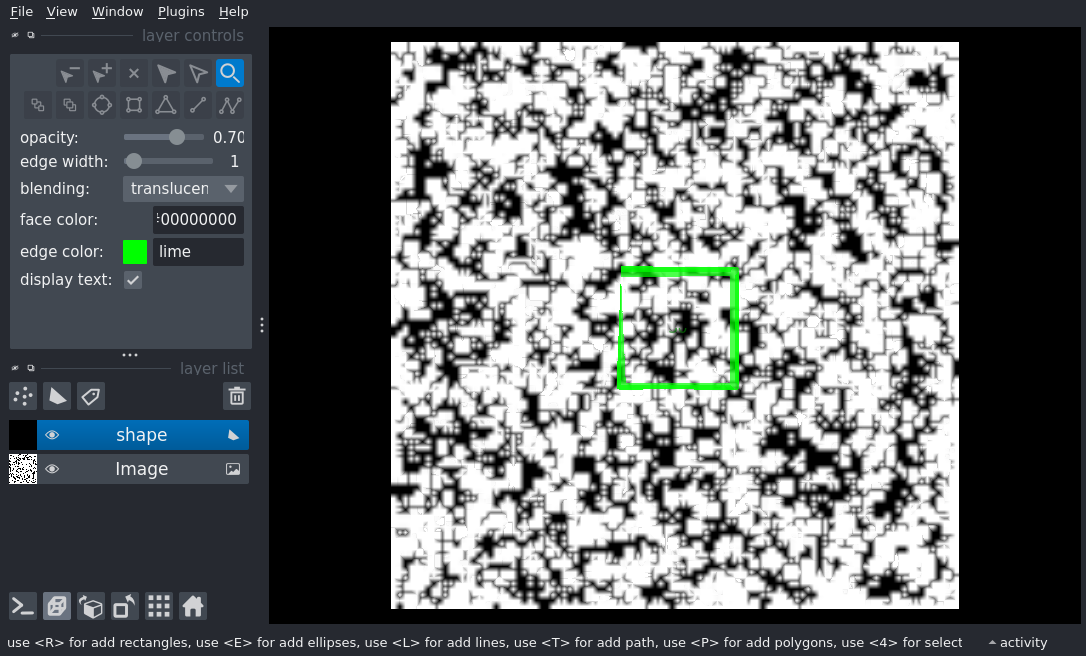 File View Window Plugins Help
layer controls
opacity: 0.70
edge width: 1
blending: translucen
face color: 00000000
edge color: lime
display text:
layer list
shape
Image
use <R> for add rectangles, use <E> for add ellipses, use <L> for add lines, use <T> for add path, use <P> for add polygons, use <4> for select
activity